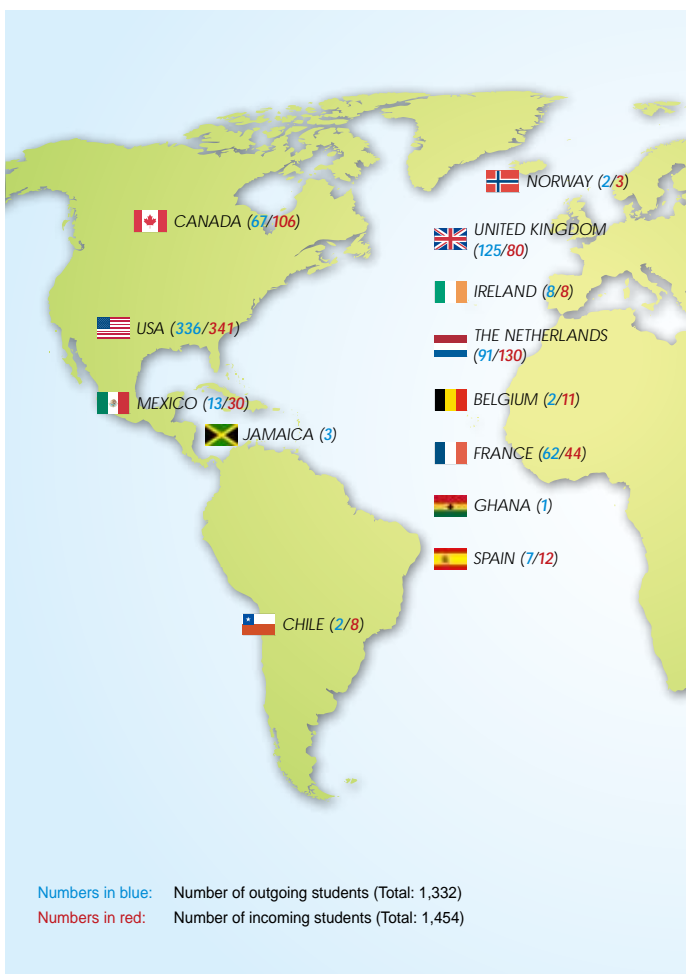 NORWAY (2/3)
CANADA (67/106)
UNITED KINGDOM
(125/80)
IRELAND (8/8)
USA (336/341)
THE NETHERLANDS
(91/130)
MEXICO (13/30)
BELGIUM (2/11)
JAMAICA (3)
FRANCE (62/44)
GHANA (1)
SPAIN (7/12)
CHILE (2/8)
Numbers in blue: Number of outgoing students (Total: 1,332)
Numbers in red: Number of incoming students (Total: 1,454)